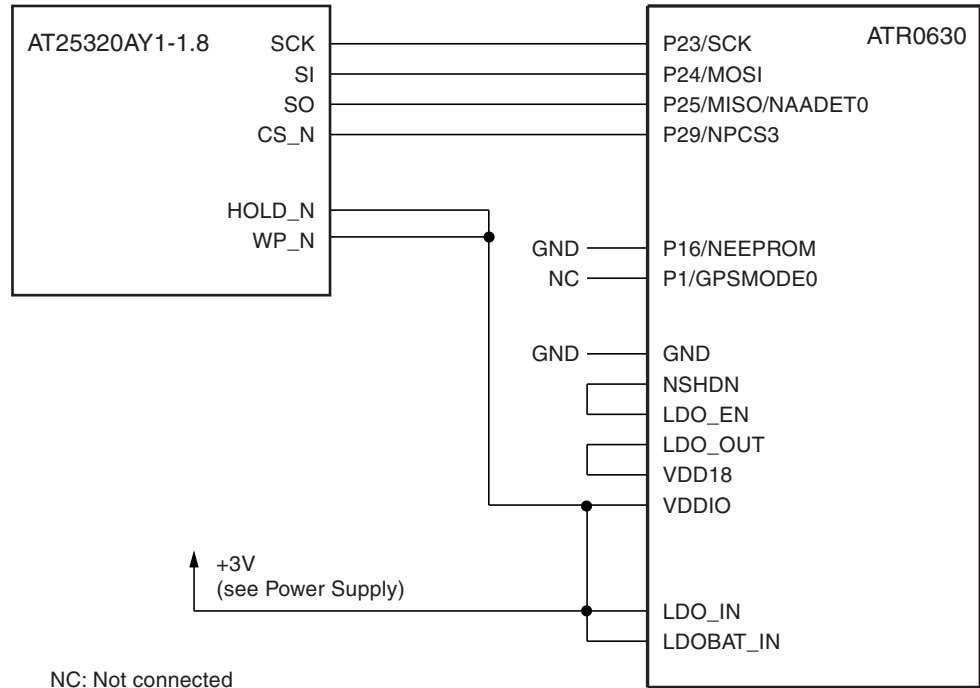 AT25320AY1-1.8
SCK
SI
SO
CS_N
HOLD_N
WP_N
ATR0630
P23/SCK
P24/MOSI
P25/MISO/NAADET0
P29/NPCS3
GND
P16/NEEPROM
NC
P1/GPSMODE0
GND
GND
NSHDN
LDO_EN
LDO_OUT
VDD18
VDDIO
+3V
(see Power Supply)
LDO_IN
LDOBAT_IN
NC: Not connected